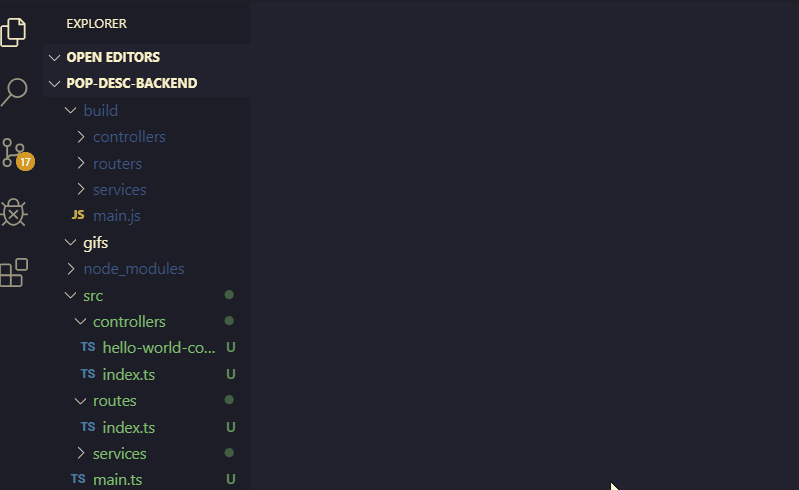 EXPLORER
OPEN EDITORS
POP-DESC-BACKEND
build
controllers
routers
services
JS main.js
gifs
node_modules
src
controllers
TS hello-world-co... U
TS index.ts U
routes
TS index.ts U
services
TS main.ts U
17